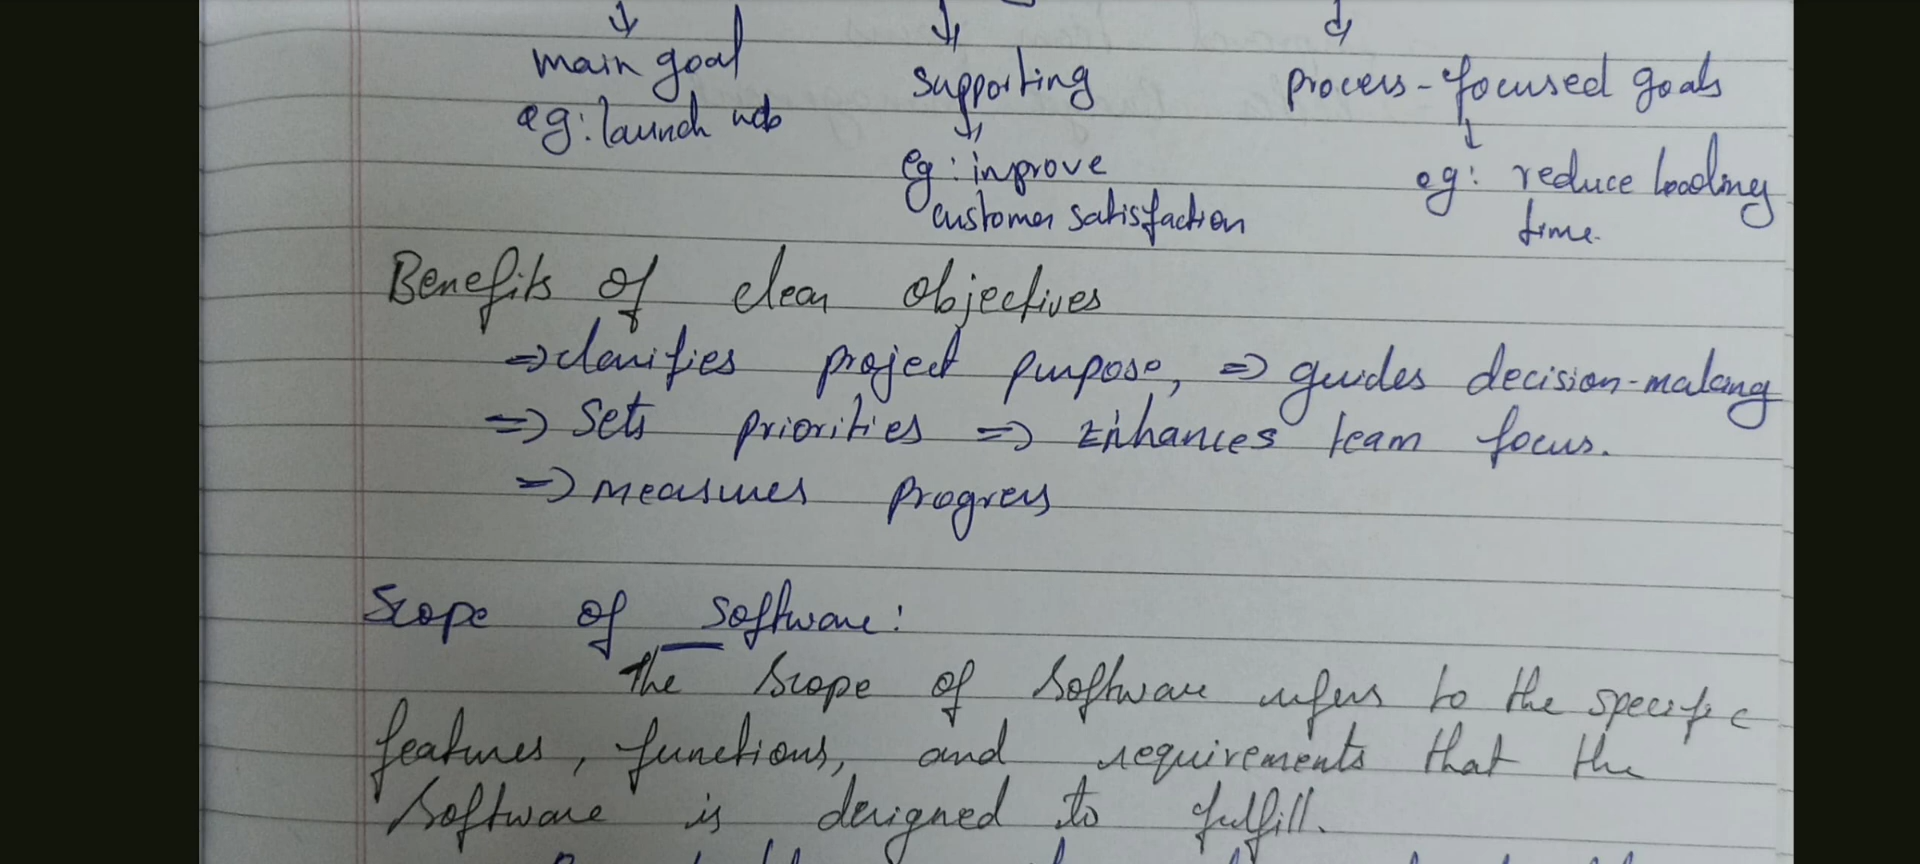 ↓ ↓ ↓
main goal supporting process-focused goals
eg: launch web ↓ ↓
eg: improve eg: reduce loading
customer satisfaction time.
Benefits of clear objectives
⇒ clarifies project purpose, ⇒ guides decision-making
⇒ Sets priorities ⇒ Enhances team focus.
⇒ measures progress
Scope of software:
The scope of software refers to the specific
features, functions, and requirements that the
software is designed to fulfill.